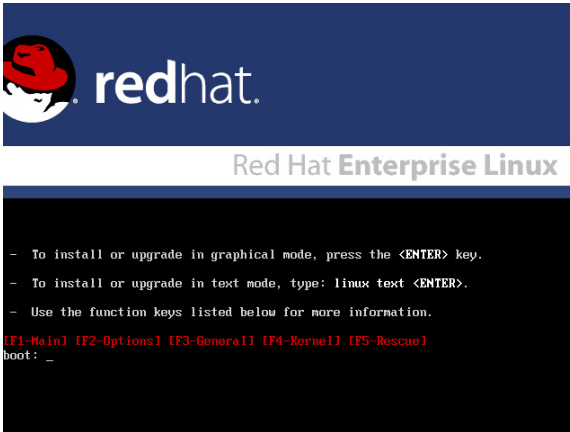 redhat.
Red Hat Enterprise Linux
-  To install or upgrade in graphical mode, press the <ENTER> key.
-  To install or upgrade in text mode, type: linux text <ENTER>.
-  Use the function keys listed below for more information.
[F1-Main] [F2-Options] [F3-General] [F4-Kernel] [F5-Rescue]
boot: _